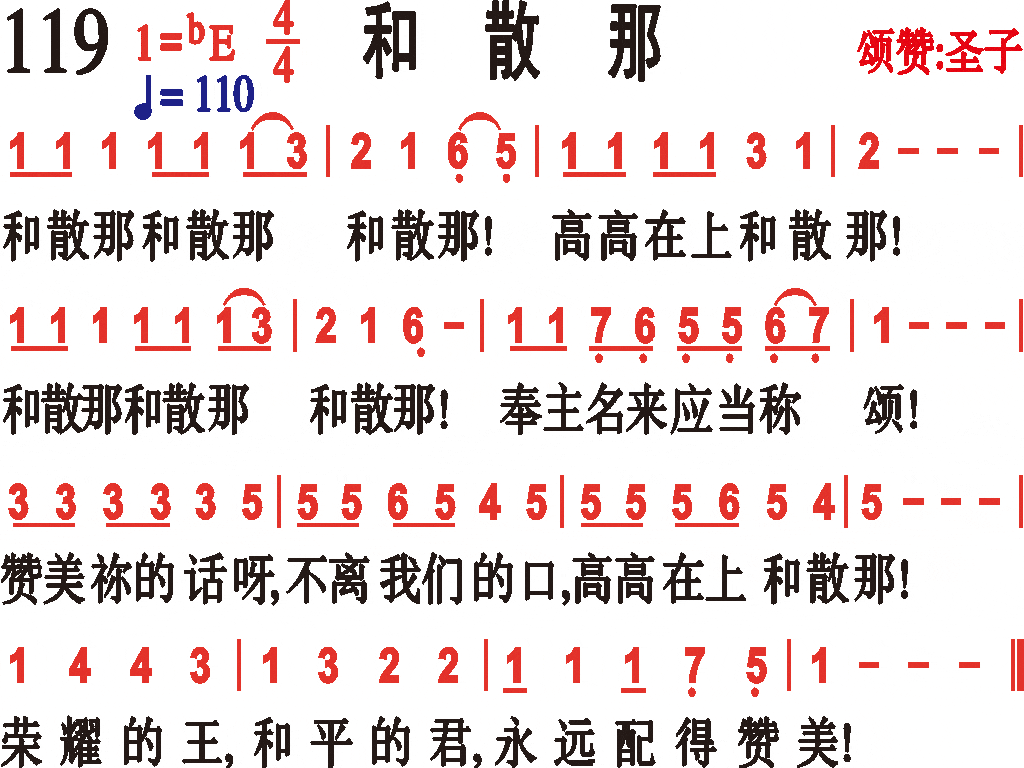 119 1=bE 4/4 和 散 那 颂赞:圣子
♩= 110
1 1 1 1 1 1 3 | 2 1 6 5 | 1 1 1 1 3 1 | 2 - - - |
和散那和散那 和散那! 高高在上和散那!
1 1 1 1 1 1 3 | 2 1 6 - | 1 1 7 6 5 5 6 7 | 1 - - - |
和散那和散那 和散那! 奉主名来应当称 颂!
3 3 3 3 3 5 | 5 5 6 5 4 5 | 5 5 5 6 5 4 | 5 - - - |
赞美祢的话呀,不离我们的口,高高在上 和散那!
1 4 4 3 | 1 3 2 2 | 1 1 1 7 5 | 1 - - - ‖
荣 耀 的 王, 和 平 的 君, 永 远 配 得 赞 美!